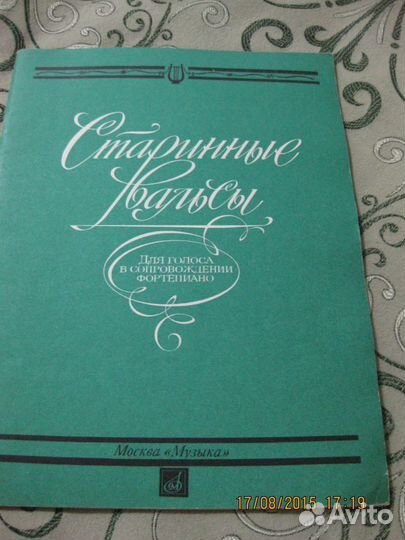 Старинные
вальсы
Для голоса
в сопровождении
фортепиано
Москва «Музыка»
17/08/2015 17:19
Avito